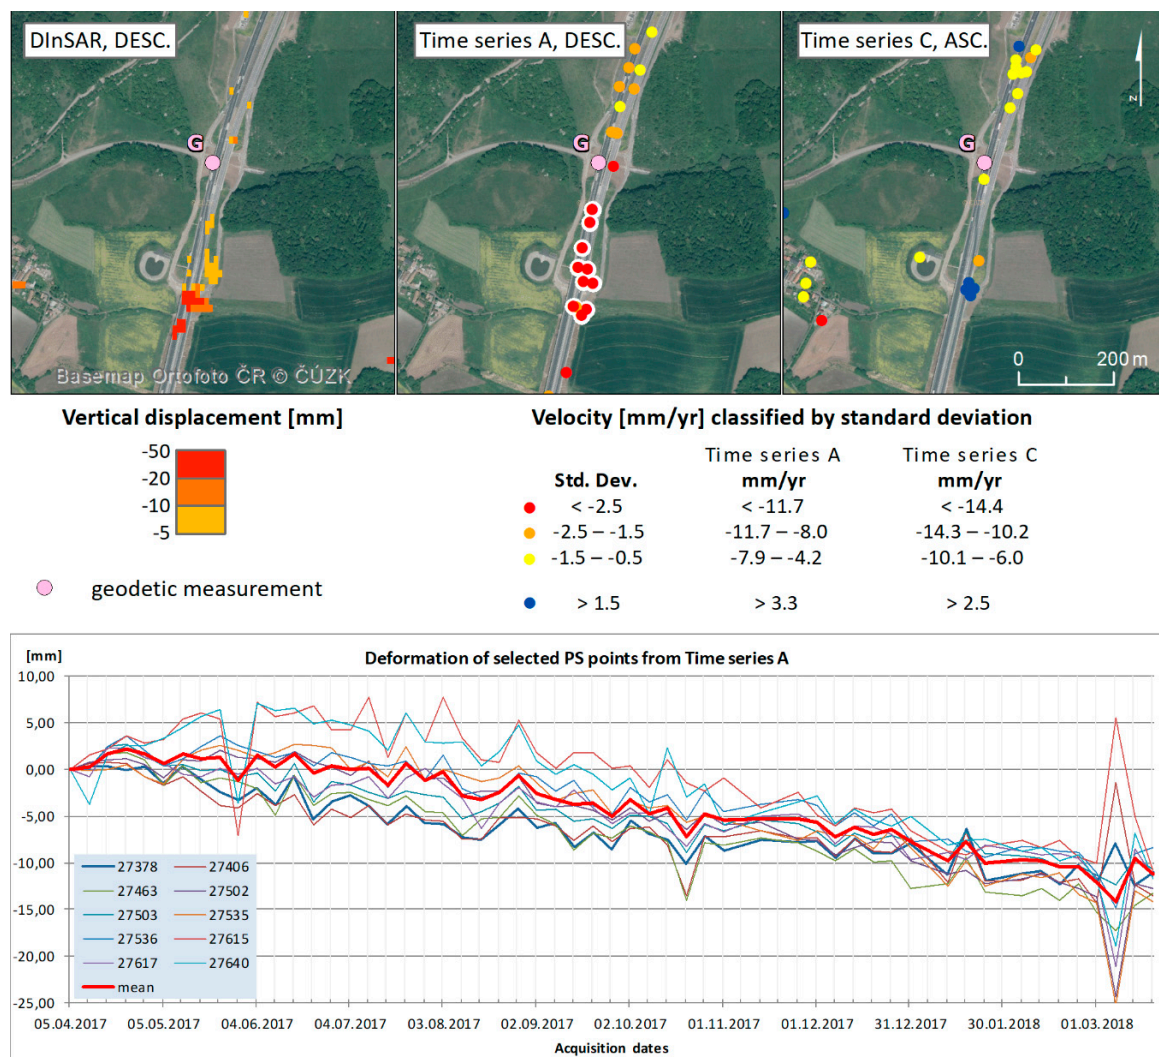 DInSAR, DESC.
Time series A, DESC.
Time series C, ASC.
z
G
G
G
0 200 m
Basemap Ortofoto ČR © ČÚZK
Vertical displacement [mm]
-50
-20
-10
-5
geodetic measurement
Velocity [mm/yr] classified by standard deviation
Time series A Time series C
Std. Dev. mm/yr mm/yr
< -2.5 < -11.7 < -14.4
-2.5 – -1.5 -11.7 – -8.0 -14.3 – -10.2
-1.5 – -0.5 -7.9 – -4.2 -10.1 – -6.0
> 1.5 > 3.3 > 2.5
[mm]
Deformation of selected PS points from Time series A
10,00
5,00
0,00
-5,00
-10,00
-15,00
-20,00
-25,00
27378 27406
27463 27502
27503 27535
27536 27615
27617 27640
mean
05.04.2017 05.05.2017 04.06.2017 04.07.2017 03.08.2017 02.09.2017 02.10.2017 01.11.2017 01.12.2017 31.12.2017 30.01.2018 01.03.2018
Acquisition dates